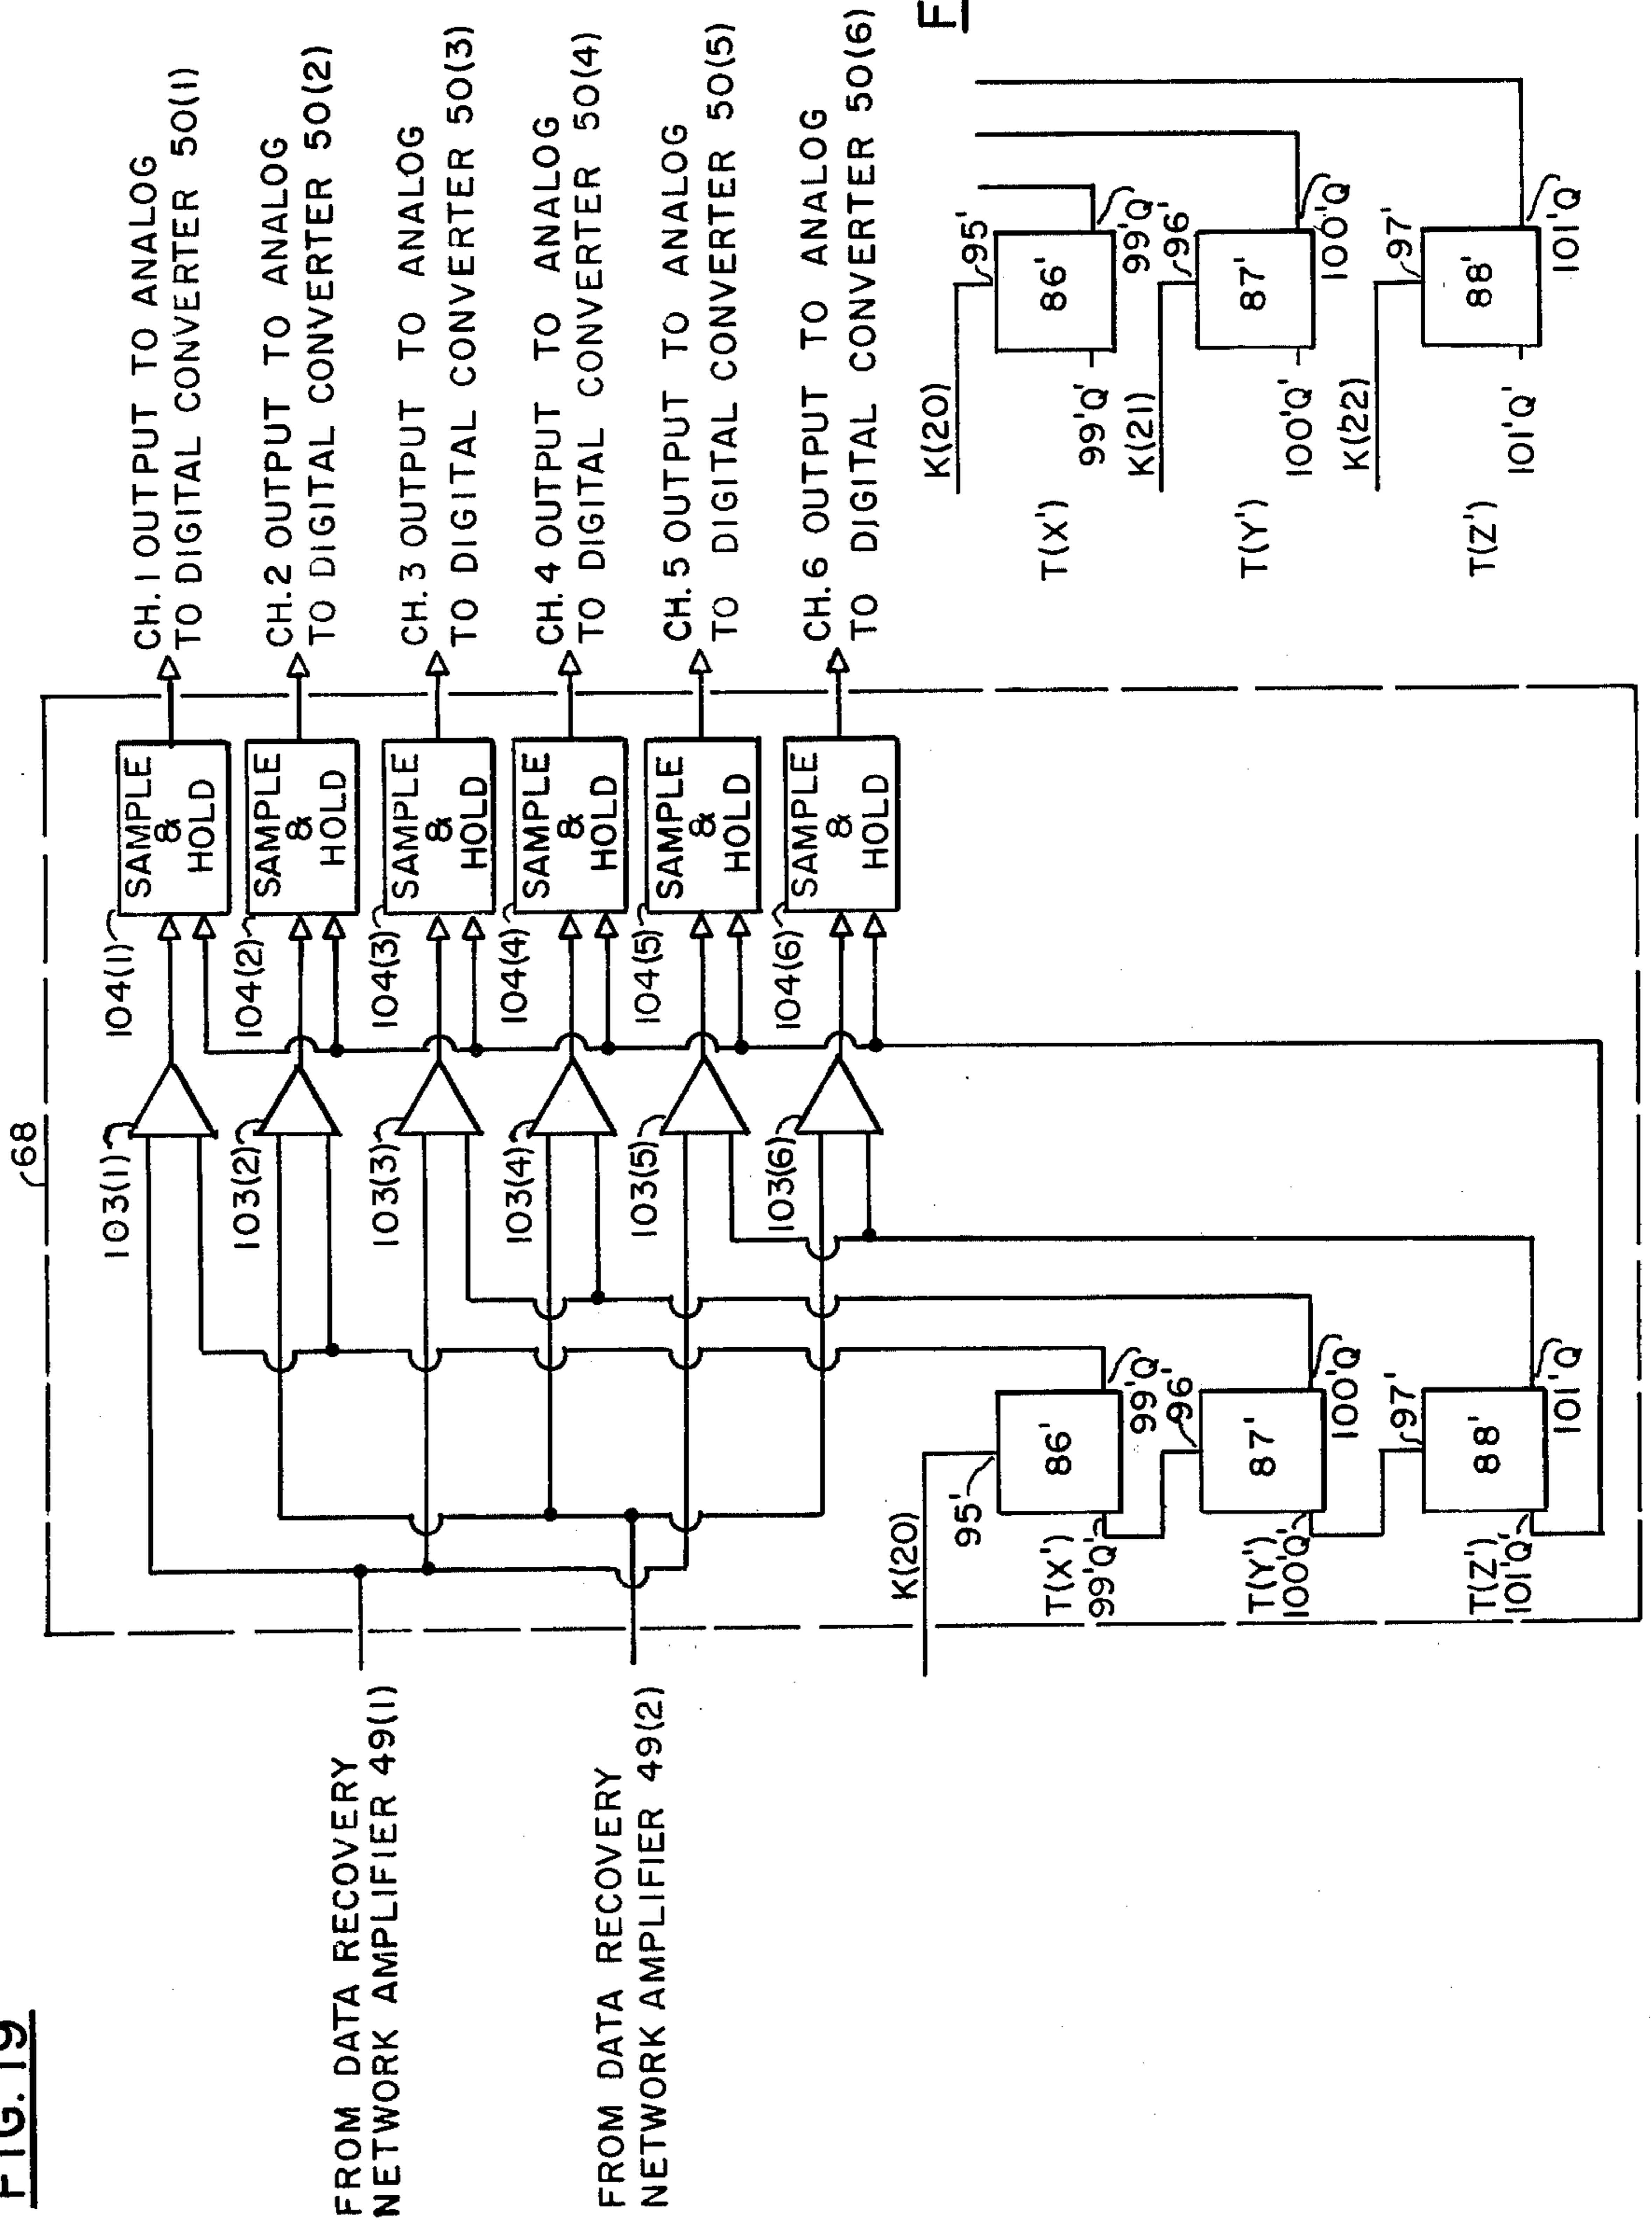 FIG. 19
68
FROM DATA RECOVERY
NETWORK AMPLIFIER 49(1)
FROM DATA RECOVERY
NETWORK AMPLIFIER 49(2)
K(20)
103(1)
103(2)
103(3)
103(4)
103(5)
103(6)
104(1)
104(2)
104(3)
104(4)
104(5)
104(6)
SAMPLE
&
HOLD
SAMPLE
&
HOLD
SAMPLE
&
HOLD
SAMPLE
&
HOLD
SAMPLE
&
HOLD
SAMPLE
&
HOLD
CH. 1 OUTPUT TO ANALOG
TO DIGITAL CONVERTER 50(1)
CH. 2 OUTPUT TO ANALOG
TO DIGITAL CONVERTER 50(2)
CH. 3 OUTPUT TO ANALOG
TO DIGITAL CONVERTER 50(3)
CH. 4 OUTPUT TO ANALOG
TO DIGITAL CONVERTER 50(4)
CH. 5 OUTPUT TO ANALOG
TO DIGITAL CONVERTER 50(5)
CH. 6 OUTPUT TO ANALOG
TO DIGITAL CONVERTER 50(6)
95'
86'
T(X')
99'Q'
99'Q
96'
87'
T(Y')
100'Q'
100'Q
97'
88'
T(Z')
101'Q'
101'Q
K(20)
95'
86'
T(X')
99'Q'
99'Q
K(21)
96'
87'
T(Y')
100'Q'
100'Q
K(22)
97'
88'
T(Z')
101'Q'
101'Q
F